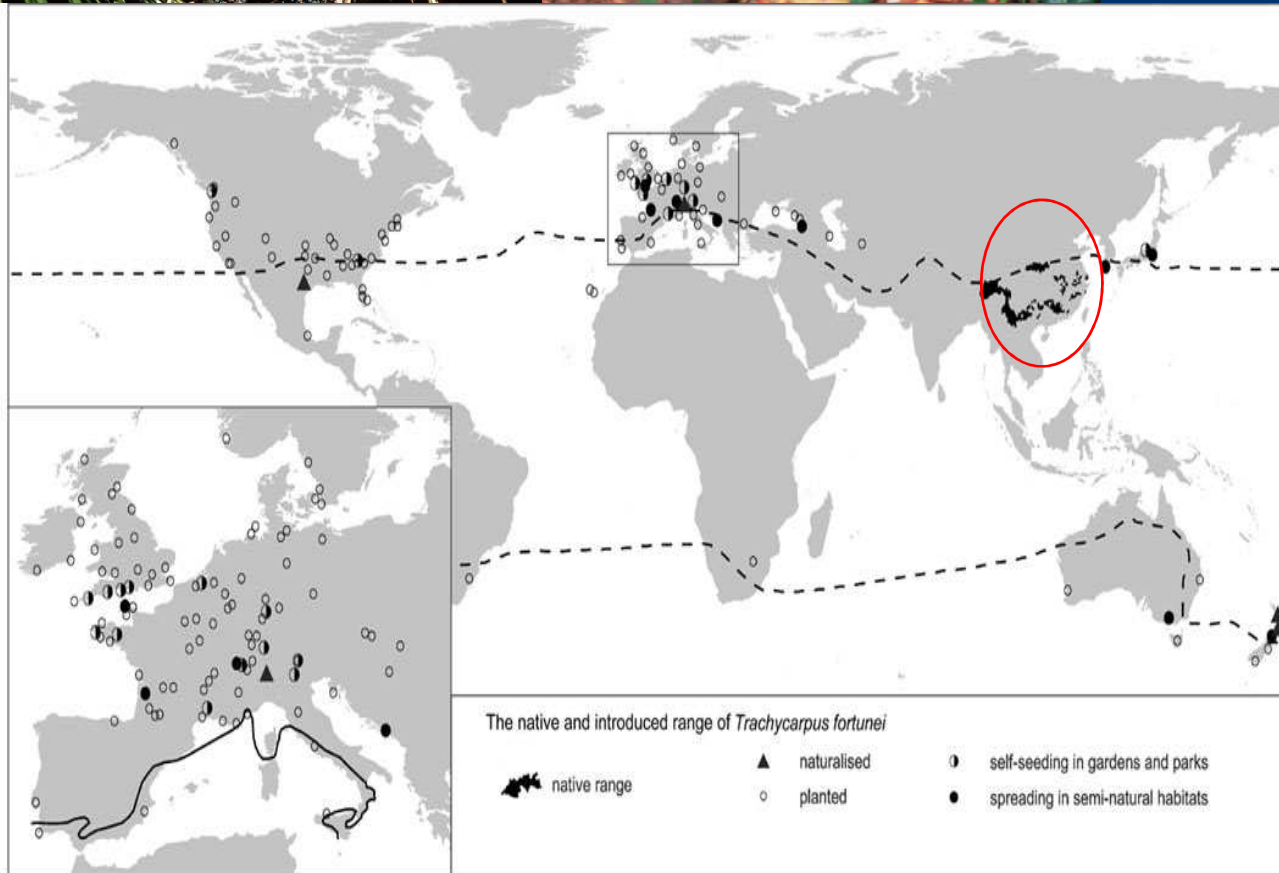 The native and introduced range of Trachycarpus fortunei
native range
naturalised
planted
self-seeding in gardens and parks
spreading in semi-natural habitats